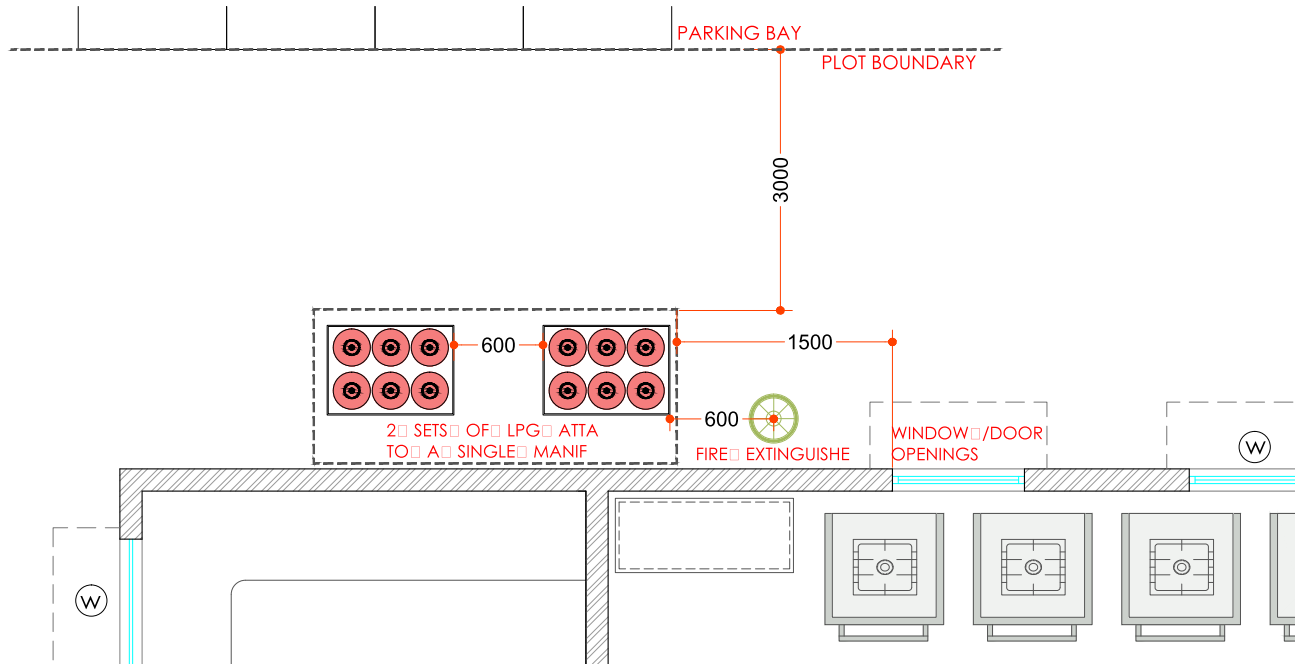 PARKING BAY
PLOT BOUNDARY
3000
600
1500
600
2□ SETS□ OF□ LPG□ ATTA
TO□ A□ SINGLE□ MANIF
FIRE□ EXTINGUISHE
WINDOW□/DOOR
OPENINGS
W
W